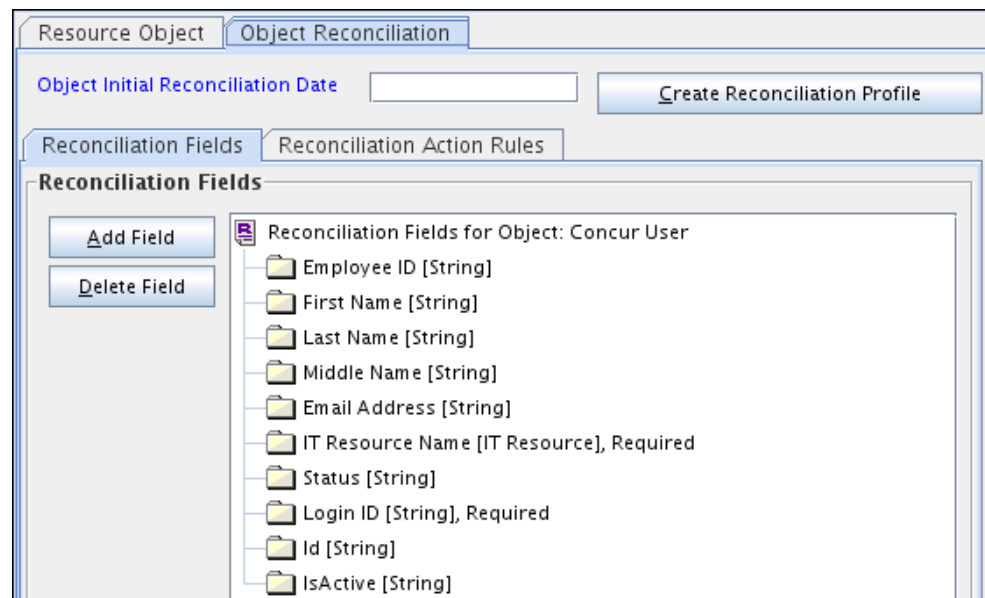 Resource Object
Object Reconciliation
Object Initial Reconciliation Date
Create Reconciliation Profile
Reconciliation Fields
Reconciliation Action Rules
Reconciliation Fields
Add Field
Delete Field
Reconciliation Fields for Object: Concur User
Employee ID [String]
First Name [String]
Last Name [String]
Middle Name [String]
Email Address [String]
IT Resource Name [IT Resource], Required
Status [String]
Login ID [String], Required
Id [String]
IsActive [String]